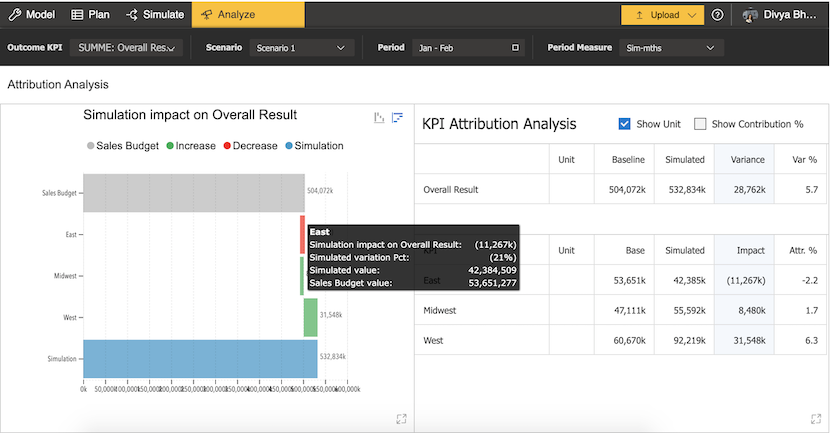 Model Plan Simulate Analyze Upload Divya Bh...
Outcome KPI SUMME: Overall Res... Scenario Scenario 1 Period Jan - Feb Period Measure Sim-mths
Attribution Analysis
Simulation impact on Overall Result
Sales Budget Increase Decrease Simulation
Sales Budget 504,072k
East
Midwest
West 31,548k
Simulation 532,834k
0k 50,000k 100,000k 150,000k 200,000k 250,000k 300,000k 350,000k 400,000k 450,000k 500,000k 550,000k 600,000k
East
Simulation impact on Overall Result: (11,267k)
Simulated variation Pct: (21%)
Simulated value: 42,384,509
Sales Budget value: 53,651,277
KPI Attribution Analysis Show Unit Show Contribution %
Unit Baseline Simulated Variance Var %
Overall Result 504,072k 532,834k 28,762k 5.7
KPI Unit Base Simulated Impact Attr. %
East 53,651k 42,385k (11,267k) -2.2
Midwest 47,111k 55,592k 8,480k 1.7
West 60,670k 92,219k 31,548k 6.3